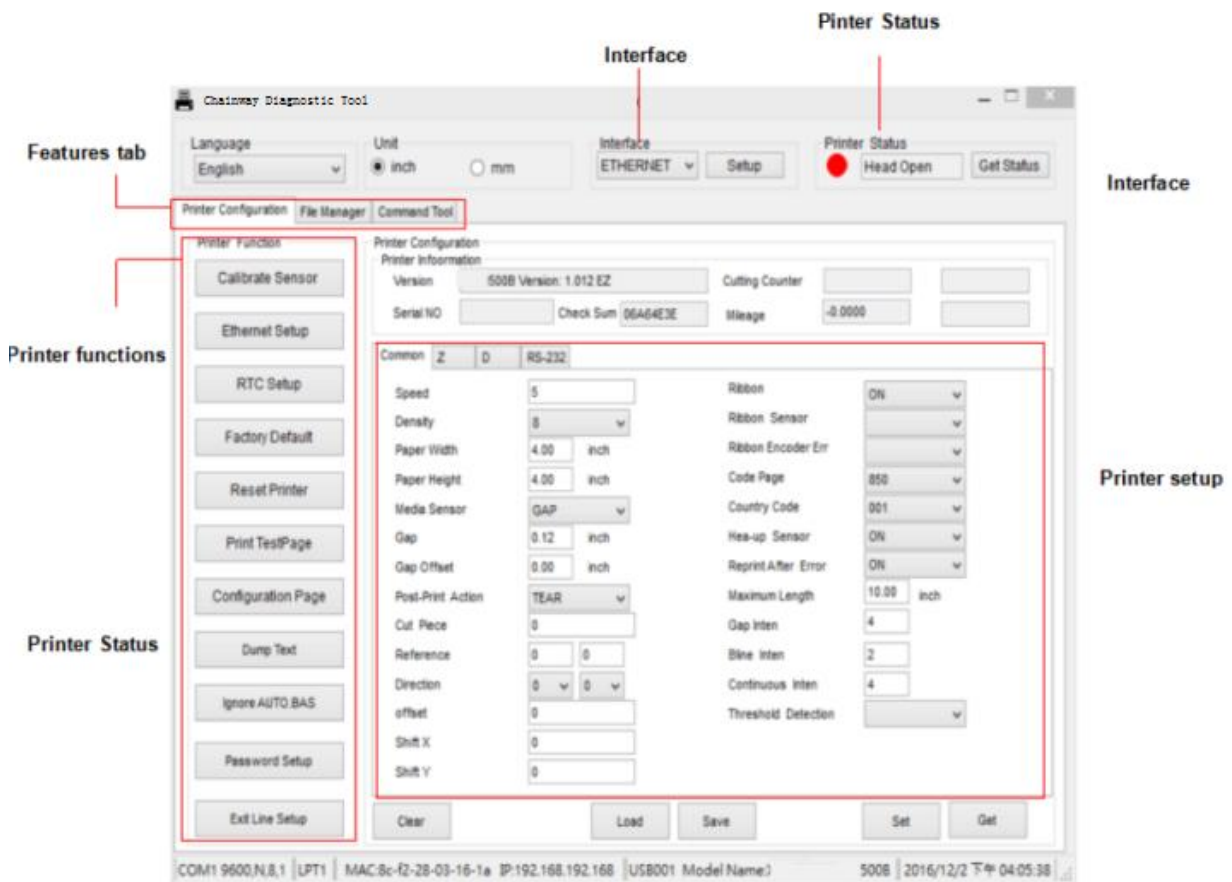 Pinter Status
Interface
Chainway Diagnostic Tool
Features tab
Language
Unit
Interface
Printer Status
English
inch
mm
ETHERNET
Setup
Head Open
Get Status
Interface
Printer Configuration
File Manager
Command Tool
Printer Function
Printer Configuration
Printer Infoormation
Calibrate Sensor
Version
500B Version: 1.012 EZ
Cutting Counter
Serial NO
Check Sum
06A64E3E
Mileage
-0.0000
Ethernet Setup
Printer functions
Common
Z
D
RS-232
RTC Setup
Speed
5
Ribbon
ON
Density
8
Ribbon Sensor
Factory Default
Paper Width
4.00
inch
Ribbon Encoder Err
Paper Height
4.00
inch
Code Page
850
Printer setup
Reset Printer
Media Sensor
GAP
Country Code
001
Gap
0.12
inch
Hea-up Sensor
ON
Print TestPage
Gap Offset
0.00
inch
Reprint After Error
ON
Configuration Page
Post-Print Action
TEAR
Maximum Length
10.00
inch
Cut Piece
0
Gap Inten
4
Printer Status
Dump Text
Reference
0
0
Bline Inten
2
Direction
0
0
Continuous Inten
4
Ignore AUTO.BAS
offset
0
Threshold Detection
Shift X
0
Password Setup
Shift Y
0
Exit Line Setup
Clear
Load
Save
Set
Get
COM1 9600,N,8,1
LPT1
MAC:8c-f2-28-03-16-1a IP:192.168.192.168
USB001 Model Name:
500B
2016/12/2 下午 04:05:38